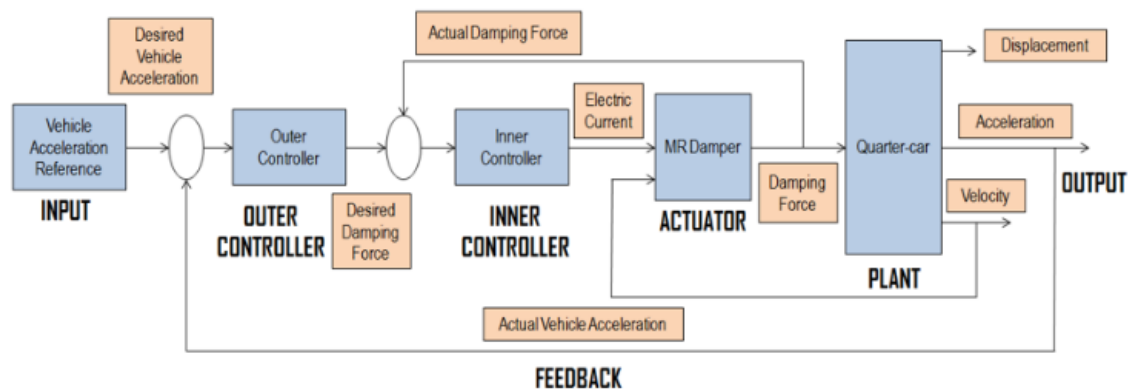 Desired
Vehicle
Acceleration
Actual Damping Force
Displacement
Vehicle
Acceleration
Reference
Outer
Controller
Inner
Controller
Electric
Current
MR Damper
Quarter-car
Acceleration
INPUT
OUTER
CONTROLLER
Desired
Damping
Force
INNER
CONTROLLER
ACTUATOR
Damping
Force
Velocity
OUTPUT
PLANT
Actual Vehicle Acceleration
FEEDBACK